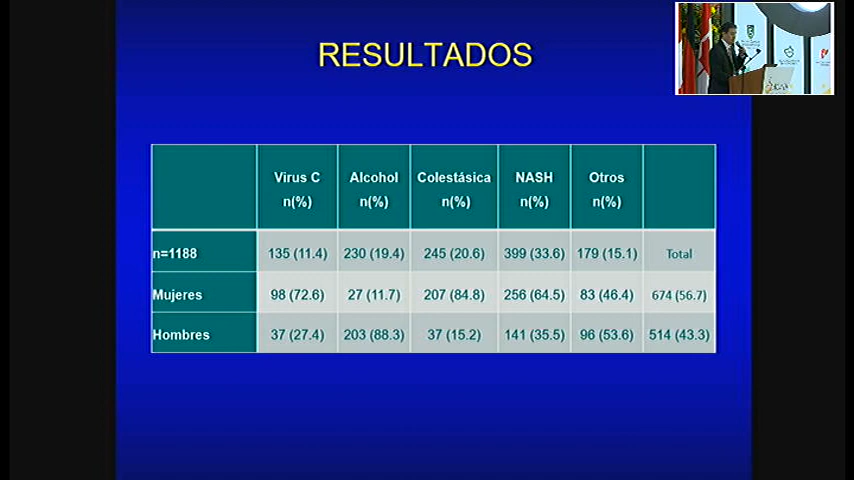 RESULTADOS
Virus C n(%) Alcohol n(%) Colestásica n(%) NASH n(%) Otros n(%)
n=1188 135 (11.4) 230 (19.4) 245 (20.6) 399 (33.6) 179 (15.1) Total
Mujeres 98 (72.6) 27 (11.7) 207 (84.8) 256 (64.5) 83 (46.4) 674 (56.7)
Hombres 37 (27.4) 203 (88.3) 37 (15.2) 141 (35.5) 96 (53.6) 514 (43.3)